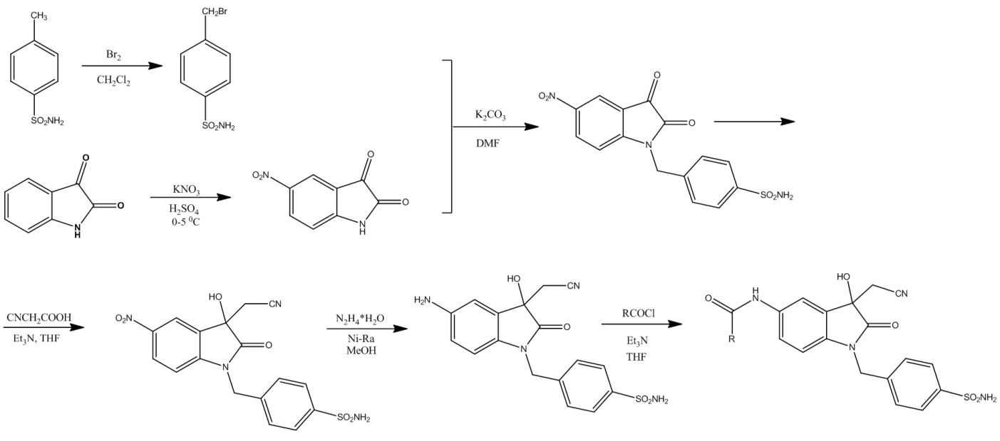 CH₃
Br₂
CH₂Cl₂
SO₂NH₂
CH₂Br
SO₂NH₂
O
O
N
H
KNO₃
H₂SO₄
0-5 ⁰C
O₂N
O
O
N
H
K₂CO₃
DMF
O₂N
O
O
N
SO₂NH₂
CNCH₂COOH
Et₃N, THF
HO
CN
O₂N
O
N
SO₂NH₂
N₂H₄*H₂O
Ni-Ra
MeOH
HO
CN
H₂N
O
N
SO₂NH₂
RCOCl
Et₃N
THF
HO
CN
H
N
O
R
O
N
SO₂NH₂